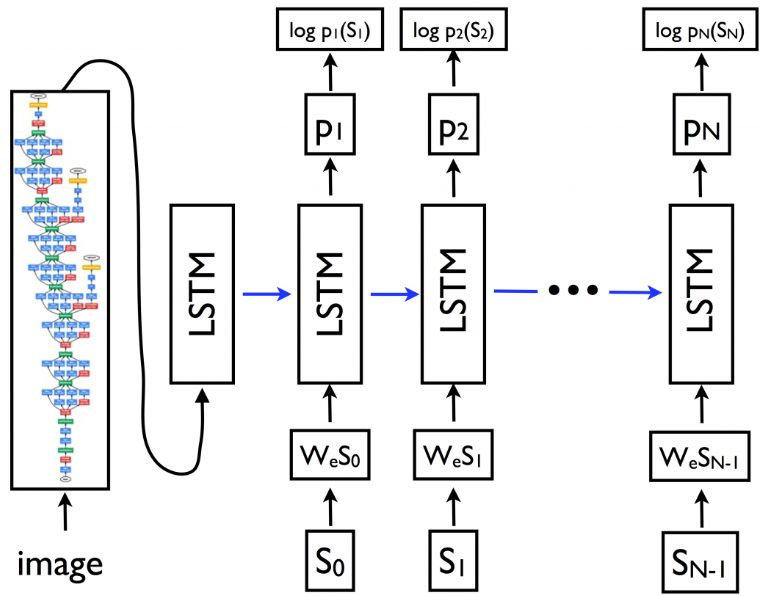 log p1(S1) log p2(S2) log pN(SN)
p1 p2 pN
LSTM LSTM LSTM LSTM
WeS0 WeS1 WeSN-1
image S0 S1 SN-1